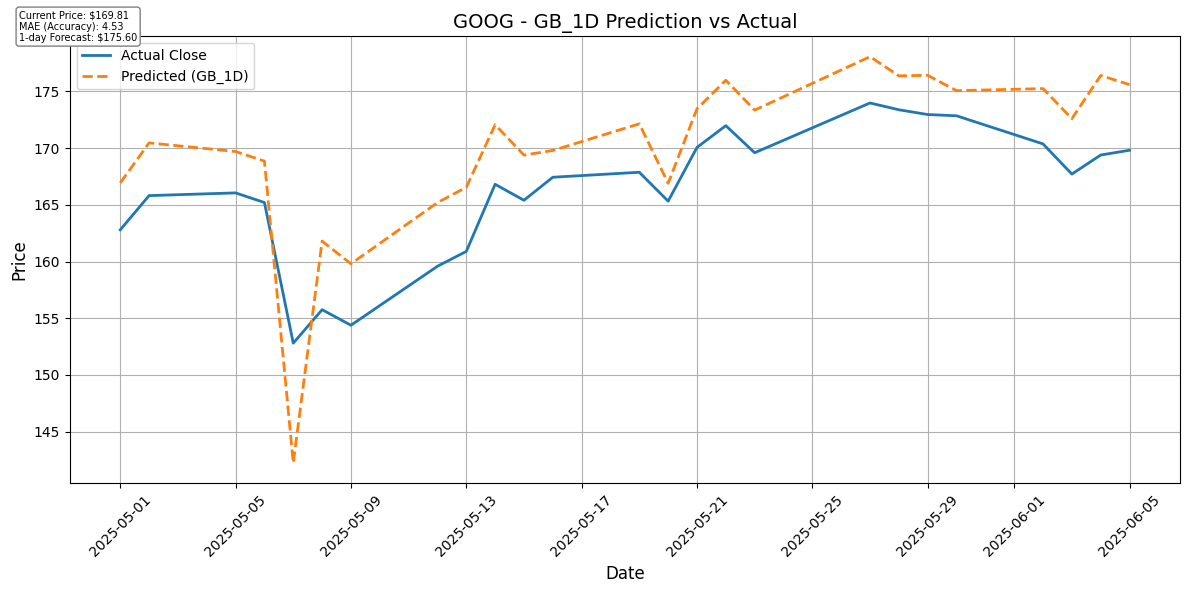 GOOG - GB_1D Prediction vs Actual
Current Price: $169.81
MAE (Accuracy): 4.53
1-day Forecast: $175.60
Actual Close
Predicted (GB_1D)
Price
175
170
165
160
155
150
145
2025-05-01
2025-05-05
2025-05-09
2025-05-13
2025-05-17
2025-05-21
2025-05-25
2025-05-29
2025-06-01
2025-06-05
Date